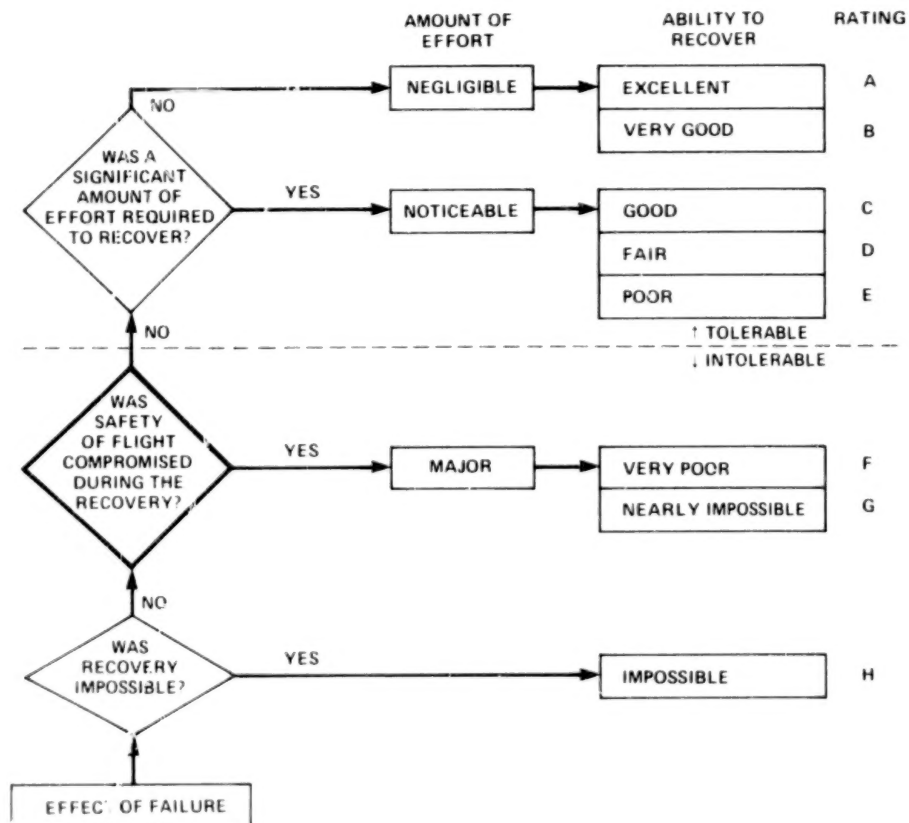 AMOUNT OF
EFFORT
ABILITY TO
RECOVER
RATING
NEGLIGIBLE
EXCELLENT
A
NO
VERY GOOD
B
WAS A
SIGNIFICANT
AMOUNT OF
EFFORT REQUIRED
TO RECOVER?
YES
NOTICEABLE
GOOD
C
FAIR
D
POOR
E
NO
↑ TOLERABLE
↓ INTOLERABLE
WAS
SAFETY
OF FLIGHT
COMPROMISED
DURING THE
RECOVERY?
YES
MAJOR
VERY POOR
F
NEARLY IMPOSSIBLE
G
NO
WAS
RECOVERY
IMPOSSIBLE?
YES
IMPOSSIBLE
H
EFFECT OF FAILURE